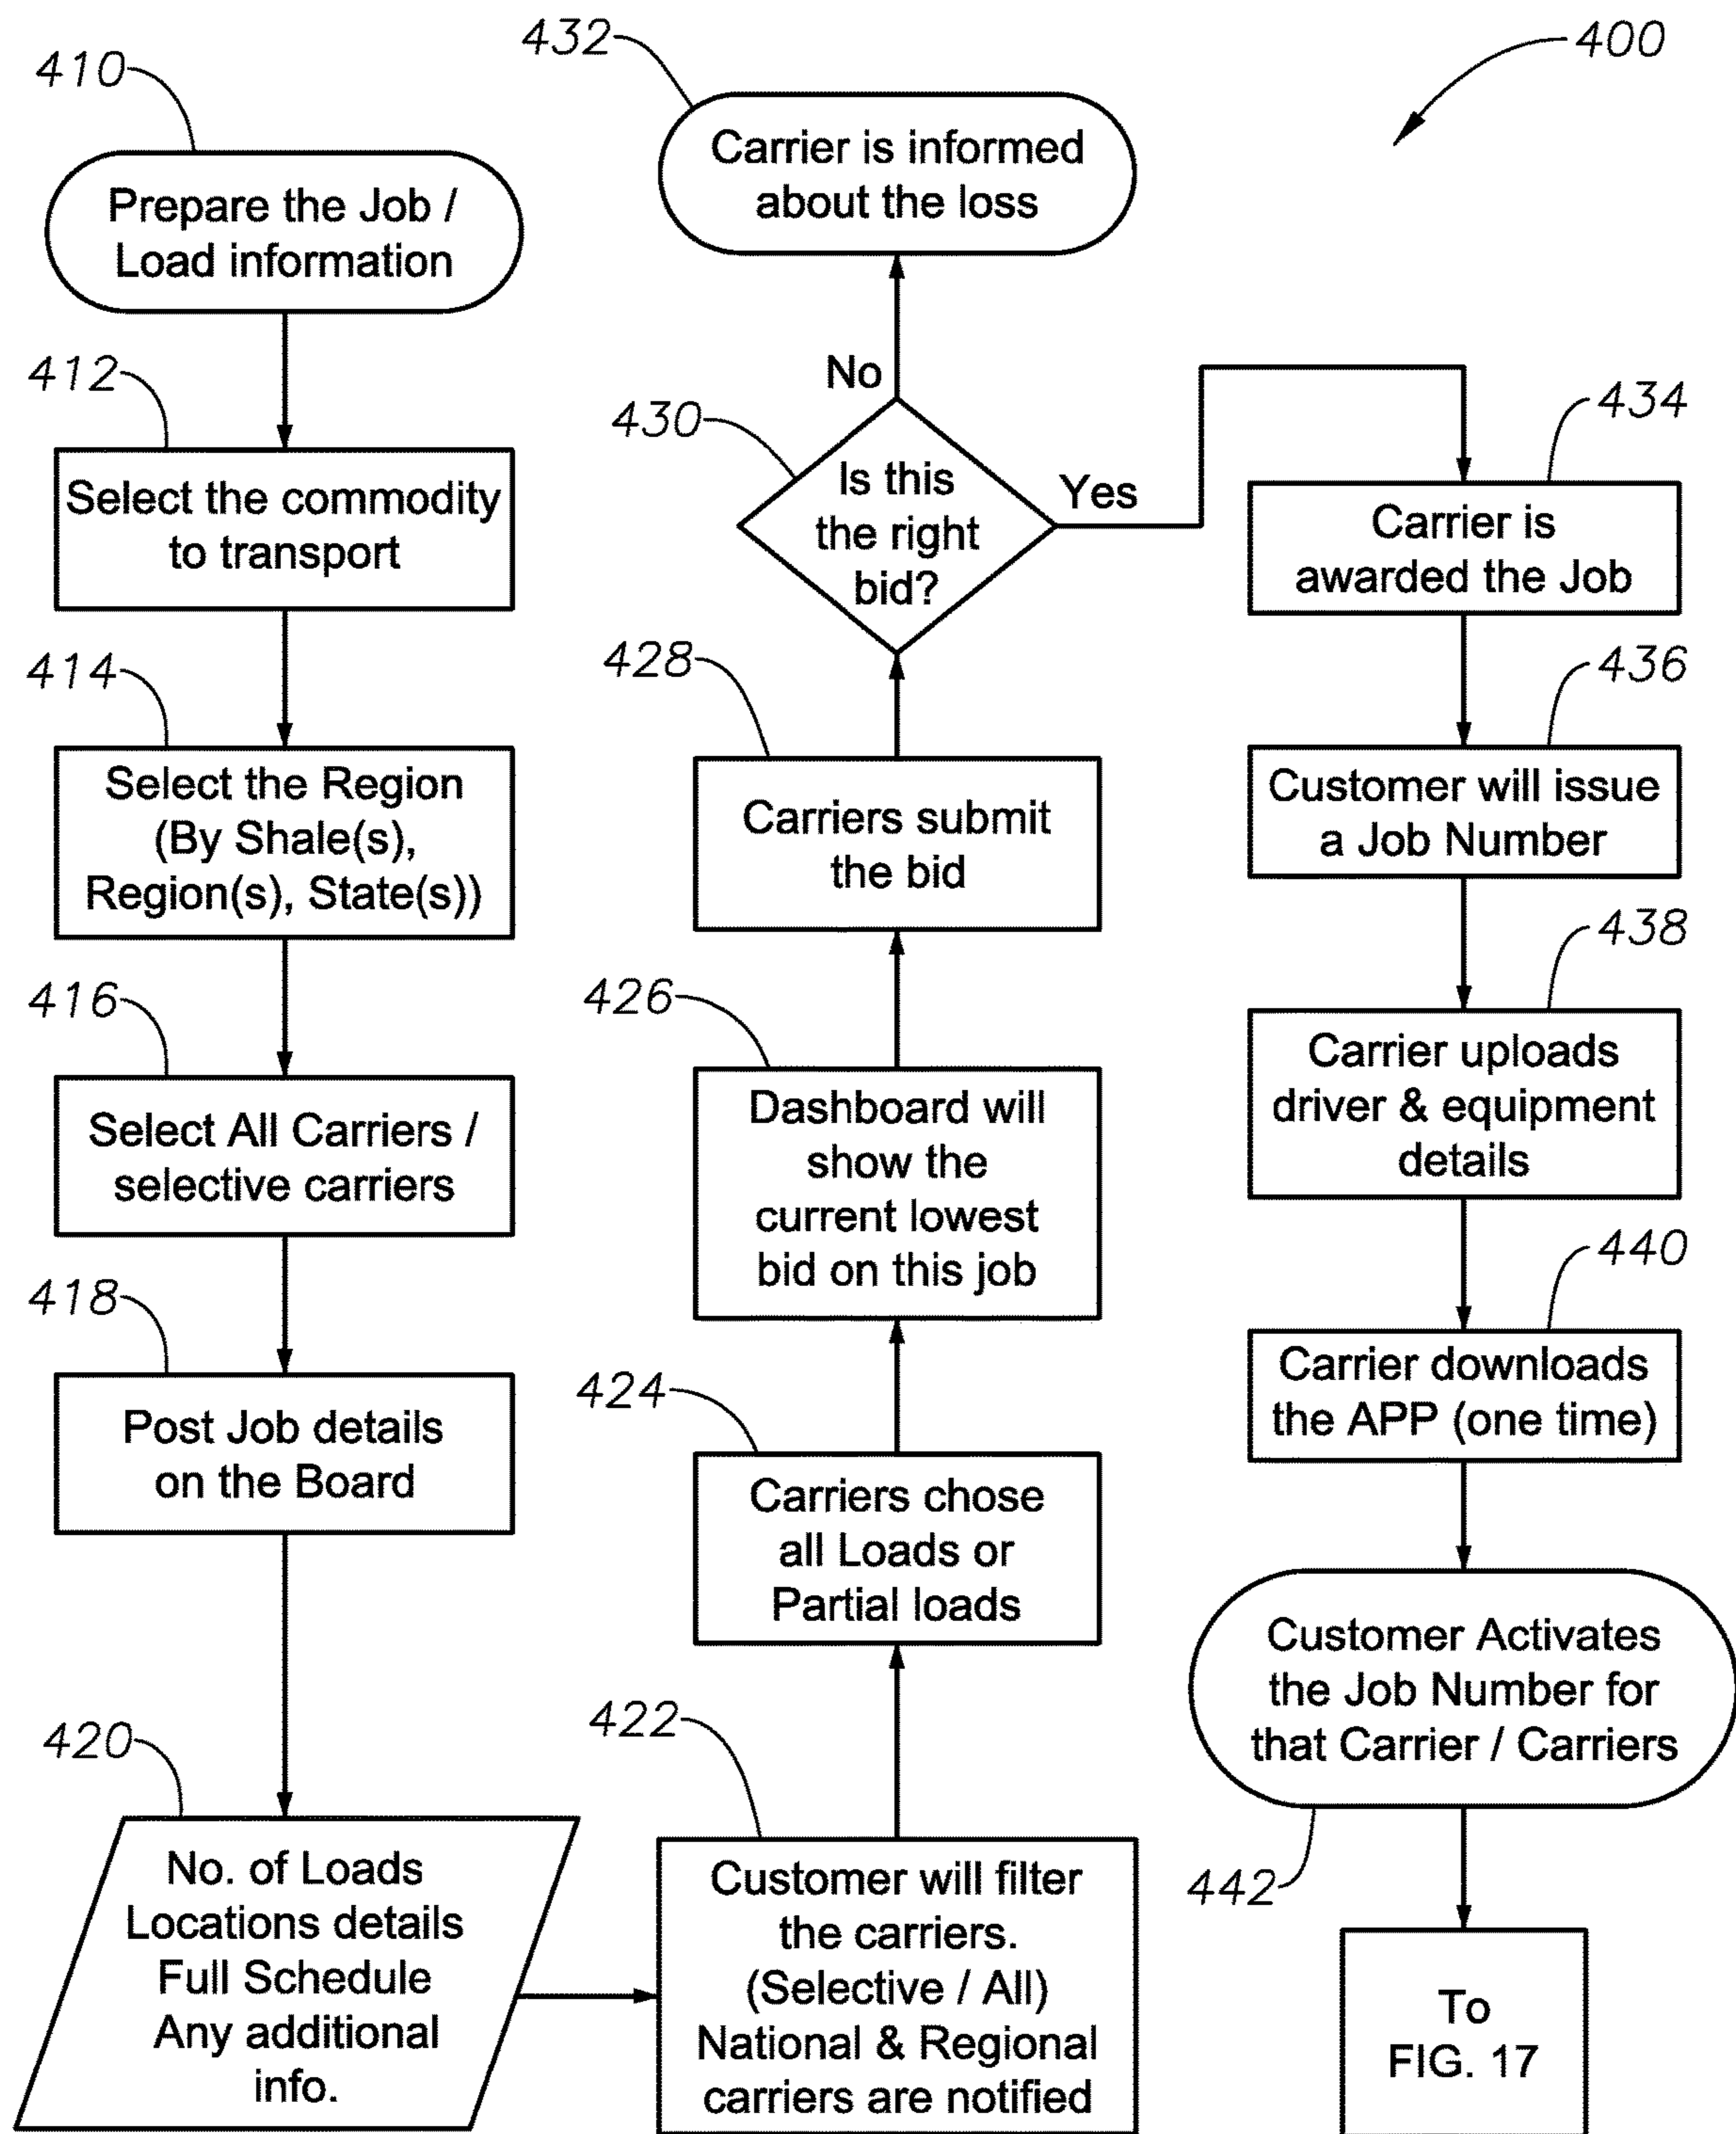 410
Prepare the Job /
Load information
412
Select the commodity
to transport
414
Select the Region
(By Shale(s),
Region(s), State(s))
416
Select All Carriers /
selective carriers
418
Post Job details
on the Board
420
No. of Loads
Locations details
Full Schedule
Any additional
info.
422
Customer will filter
the carriers.
(Selective / All)
National & Regional
carriers are notified
424
Carriers chose
all Loads or
Partial loads
426
Dashboard will
show the
current lowest
bid on this job
428
Carriers submit
the bid
430
Is this
the right
bid?
No
Yes
432
Carrier is informed
about the loss
400
434
Carrier is
awarded the Job
436
Customer will issue
a Job Number
438
Carrier uploads
driver & equipment
details
440
Carrier downloads
the APP (one time)
Customer Activates
the Job Number for
that Carrier / Carriers
442
To
FIG. 17